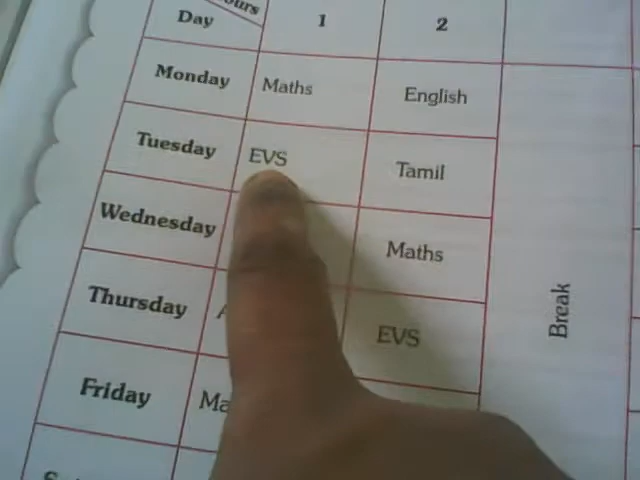 Day 1 2
Monday Maths English
Tuesday EVS Tamil
Wednesday Maths
Thursday EVS
Break
Friday